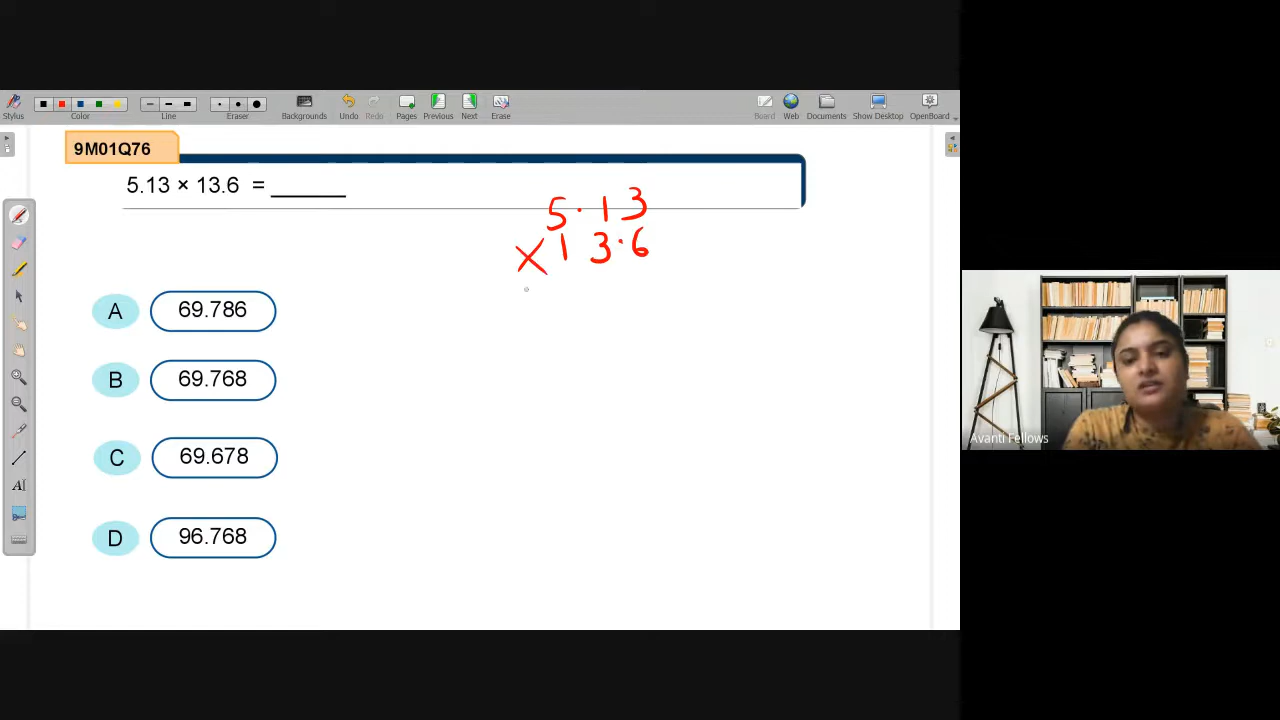 Stylus
Color
Line
Eraser
Backgrounds
Undo
Redo
Pages
Previous
Next
Erase
Board
Web
Documents
Show Desktop
OpenBoard
9M01Q76
5.13 × 13.6 = ______
5.13
×13.6
A 69.786
B 69.768
C 69.678
D 96.768
Avanti Fellows